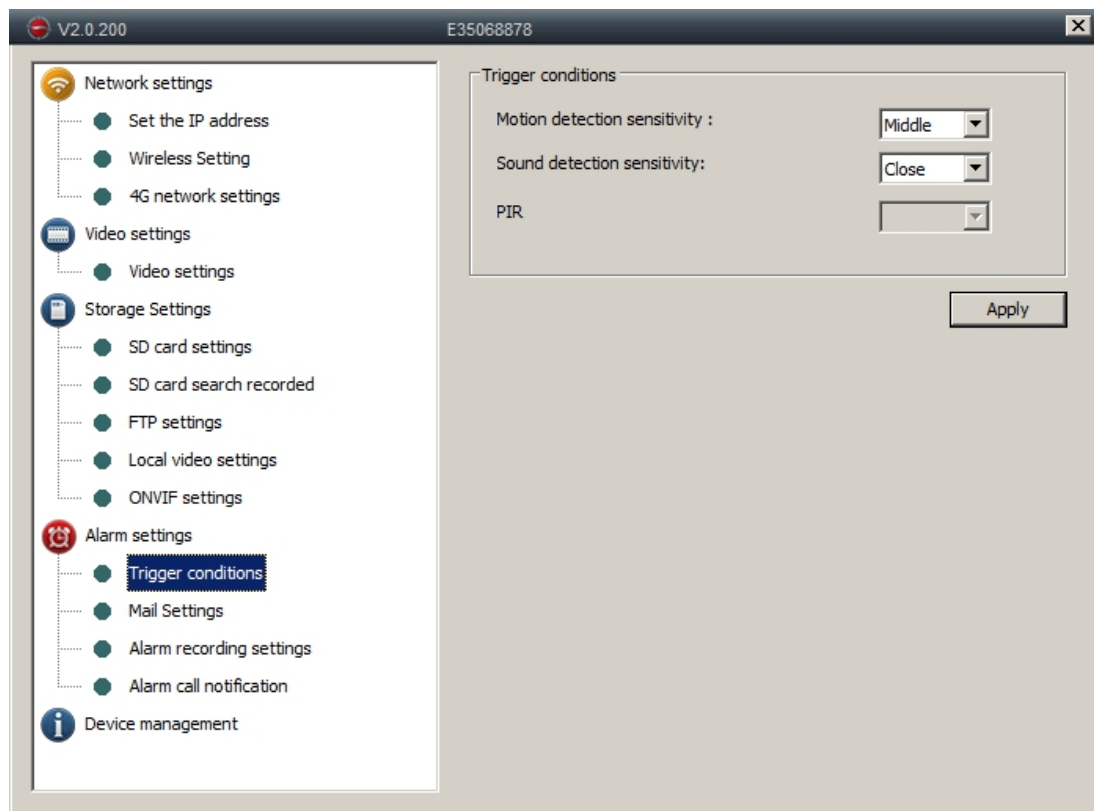 V2.0.200
E35068878
Network settings
Set the IP address
Wireless Setting
4G network settings
Video settings
Video settings
Storage Settings
SD card settings
SD card search recorded
FTP settings
Local video settings
ONVIF settings
Alarm settings
Trigger conditions
Mail Settings
Alarm recording settings
Alarm call notification
Device management
Trigger conditions
Motion detection sensitivity : Middle
Sound detection sensitivity: Close
PIR
Apply